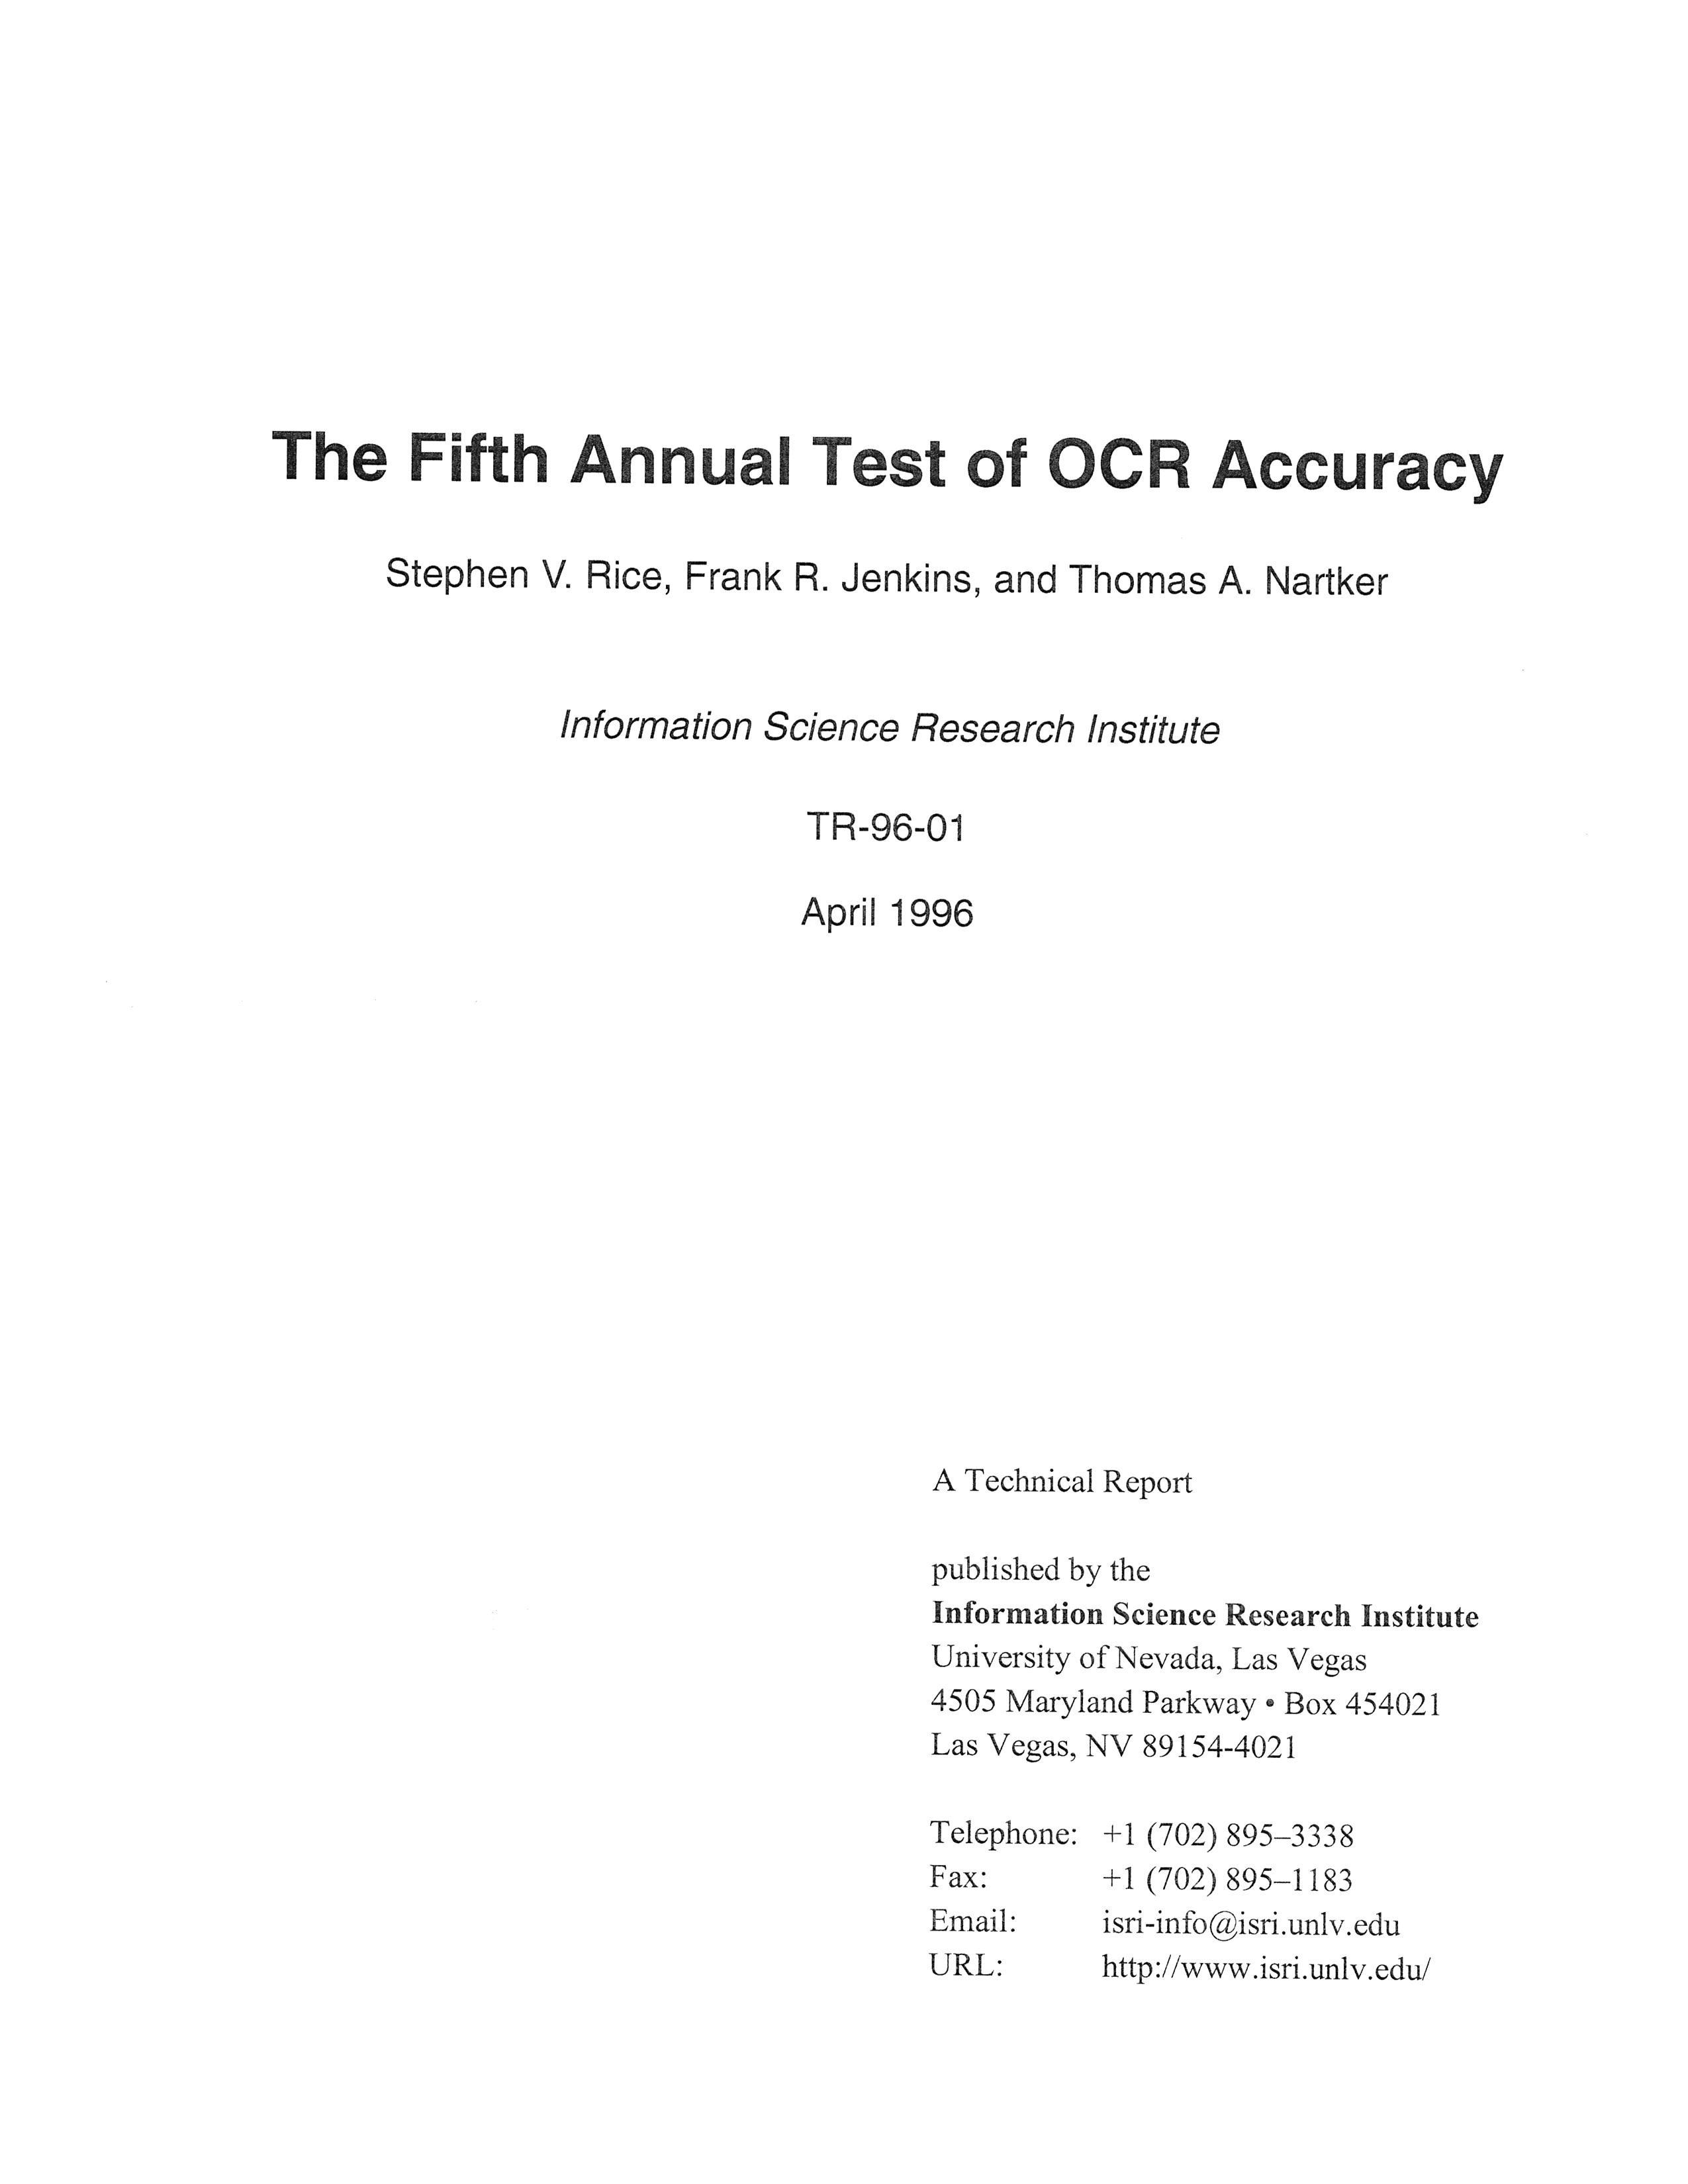 The Fifth Annual Test of OCR Accuracy
Stephen V. Rice, Frank R. Jenkins, and Thomas A. Nartker
Information Science Research Institute
TR-96-01
April 1996
A Technical Report
published by the
Information Science Research Institute
University of Nevada, Las Vegas
4505 Maryland Parkway • Box 454021
Las Vegas, NV 89154-4021
Telephone: +1 (702) 895–3338
Fax: +1 (702) 895–1183
Email: isri-info@isri.unlv.edu
URL: http://www.isri.unlv.edu/